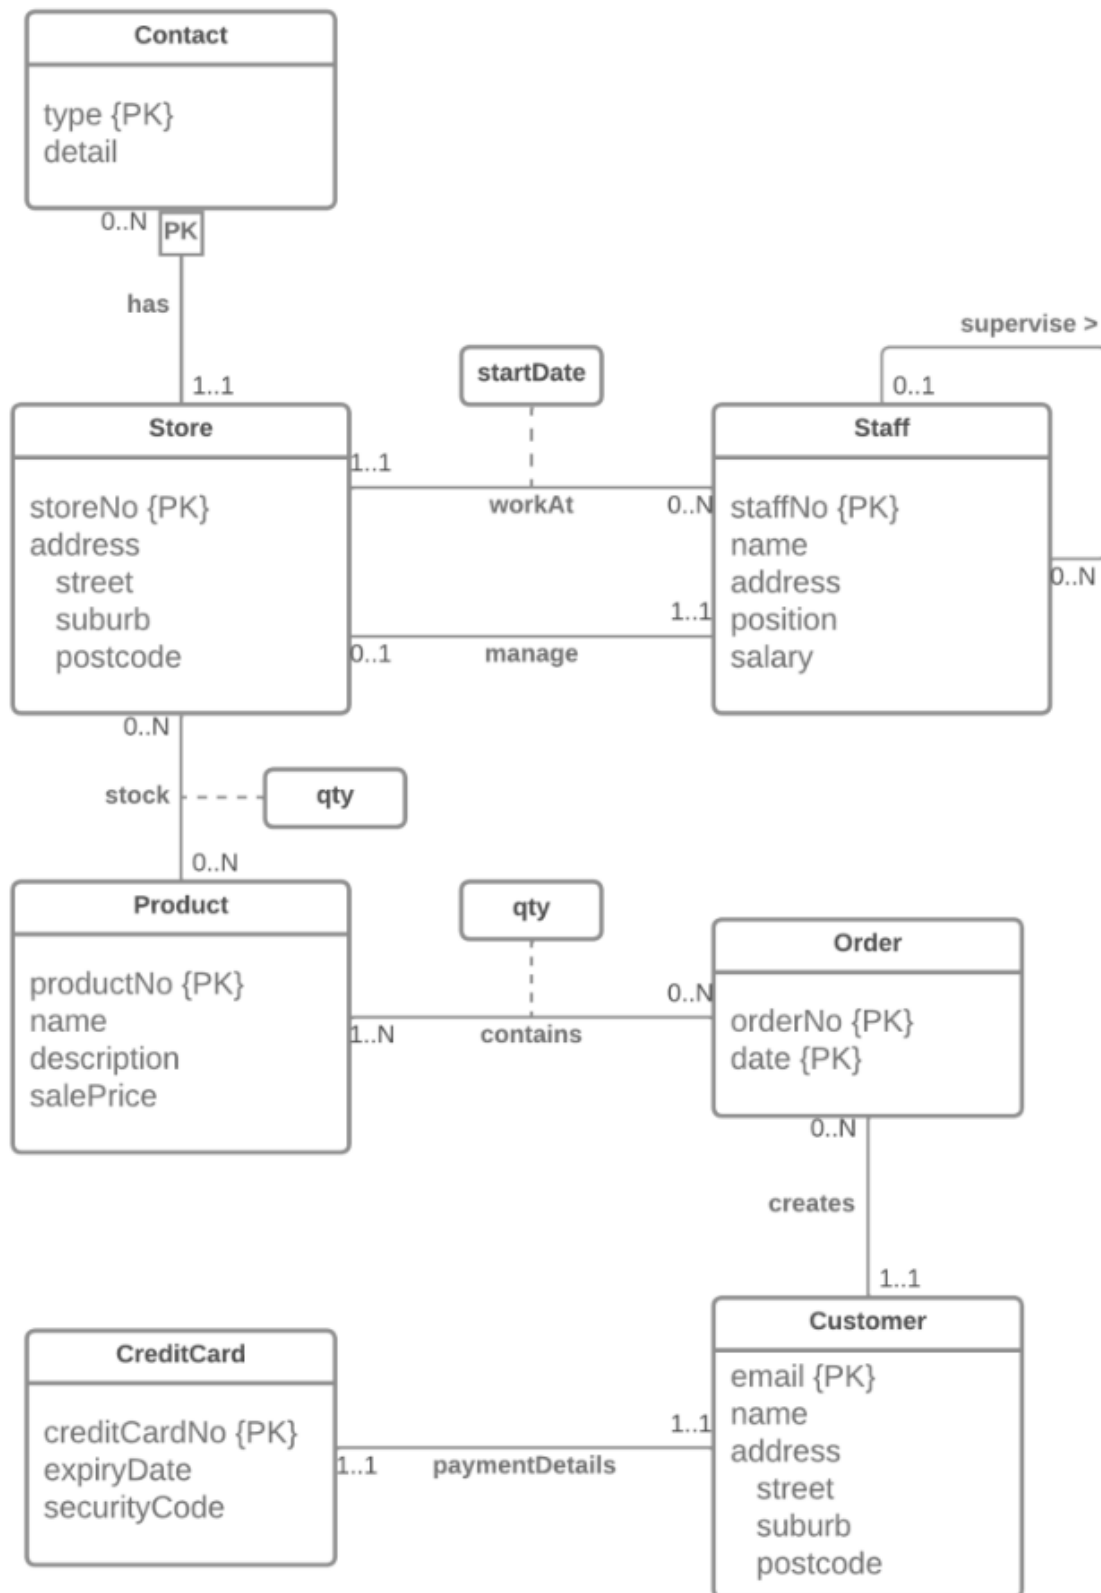 Contact
type {PK}
detail
0..N
PK
has
1..1
supervise >
startDate
0..1
Store
storeNo {PK}
address
street
suburb
postcode
1..1
workAt
0..N
Staff
staffNo {PK}
name
address
position
salary
0..N
1..1
0..1
manage
0..N
stock
qty
0..N
Product
productNo {PK}
name
description
salePrice
qty
1..N
contains
0..N
Order
orderNo {PK}
date {PK}
0..N
creates
1..1
CreditCard
creditCardNo {PK}
expiryDate
securityCode
1..1
paymentDetails
1..1
Customer
email {PK}
name
address
street
suburb
postcode